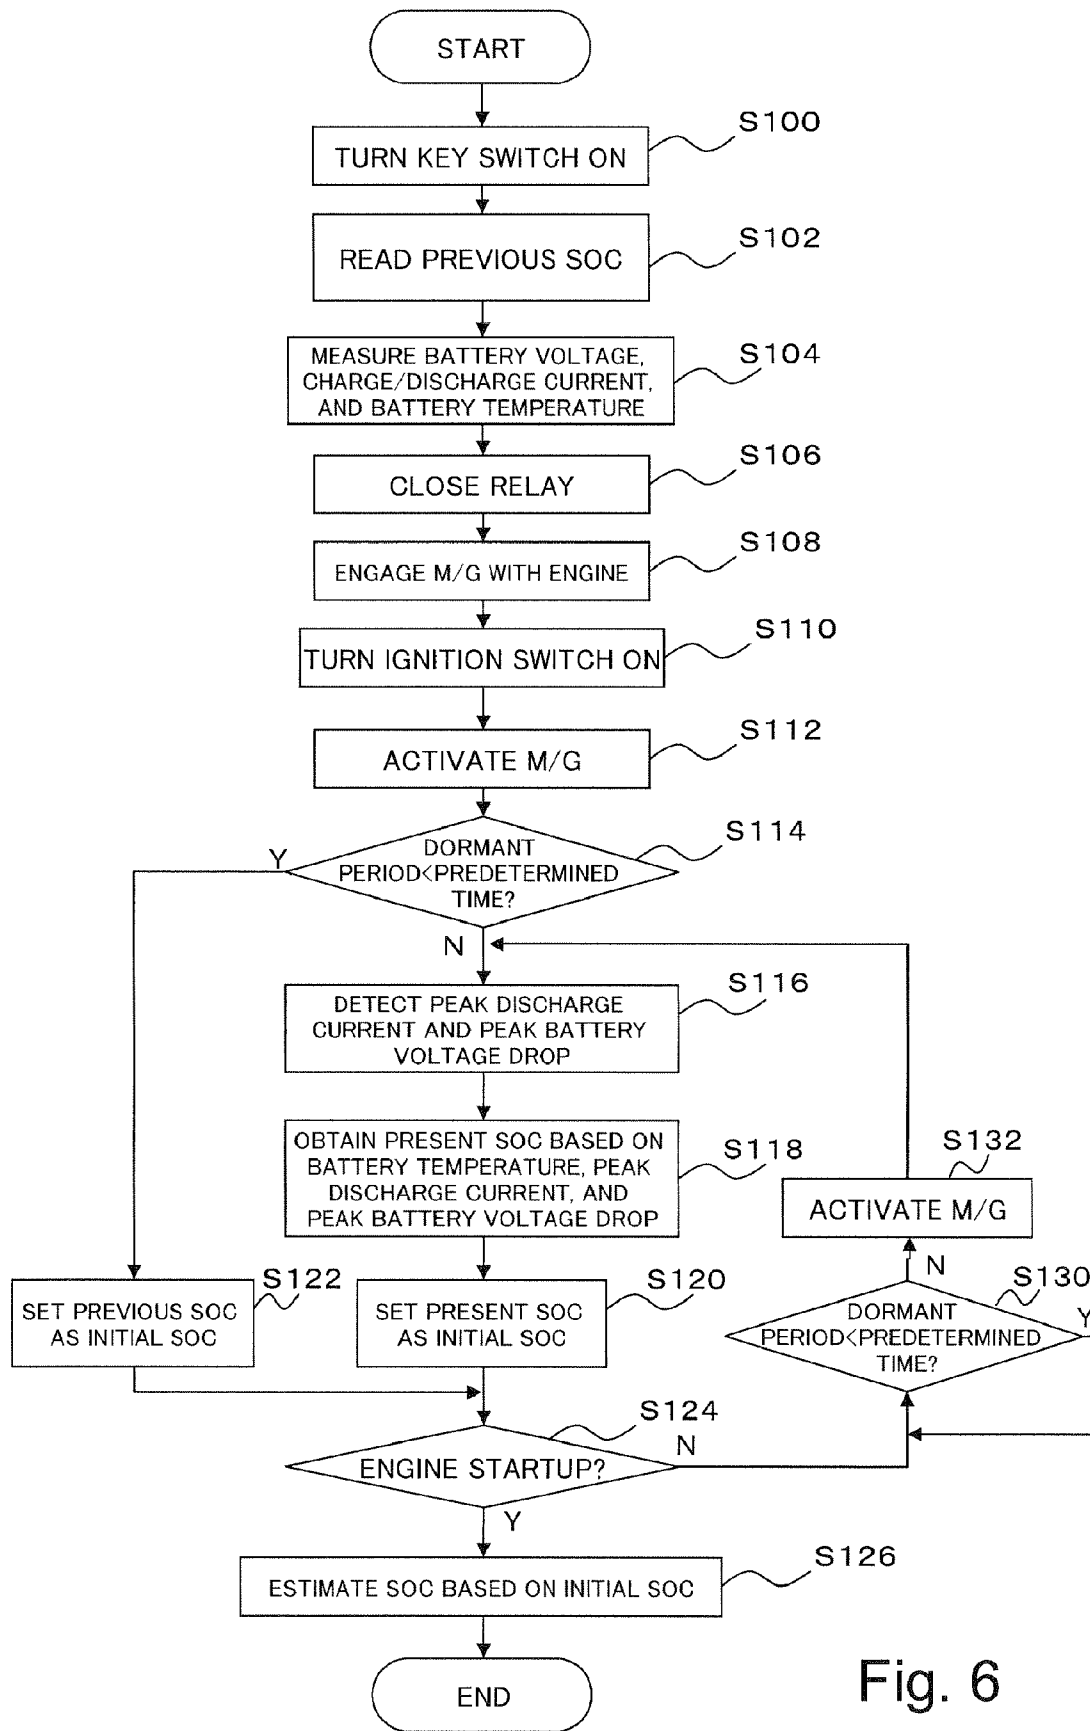 START
S100
TURN KEY SWITCH ON
S102
READ PREVIOUS SOC
S104
MEASURE BATTERY VOLTAGE,
CHARGE/DISCHARGE CURRENT,
AND BATTERY TEMPERATURE
S106
CLOSE RELAY
S108
ENGAGE M/G WITH ENGINE
S110
TURN IGNITION SWITCH ON
S112
ACTIVATE M/G
S114
Y
DORMANT
PERIOD<PREDETERMINED
TIME?
N
S116
DETECT PEAK DISCHARGE
CURRENT AND PEAK BATTERY
VOLTAGE DROP
S118
OBTAIN PRESENT SOC BASED ON
BATTERY TEMPERATURE, PEAK
DISCHARGE CURRENT, AND
PEAK BATTERY VOLTAGE DROP
S132
ACTIVATE M/G
S122
SET PREVIOUS SOC
AS INITIAL SOC
S120
SET PRESENT SOC
AS INITIAL SOC
N
S130
DORMANT
PERIOD<PREDETERMINED
TIME?
Y
S124
ENGINE STARTUP?
N
Y
S126
ESTIMATE SOC BASED ON INITIAL SOC
END
Fig. 6